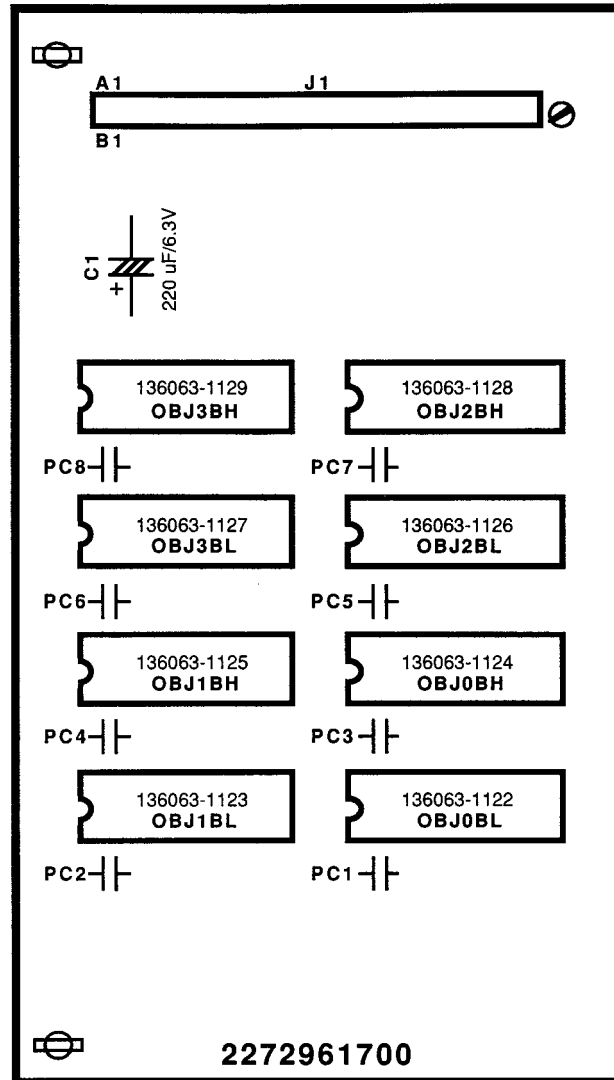 A1 J1
B1
C1
+
220 uF/6.3V
136063-1129 136063-1128
OBJ3BH OBJ2BH
PC8 PC7
136063-1127 136063-1126
OBJ3BL OBJ2BL
PC6 PC5
136063-1125 136063-1124
OBJ1BH OBJ0BH
PC4 PC3
136063-1123 136063-1122
OBJ1BL OBJ0BL
PC2 PC1
2272961700